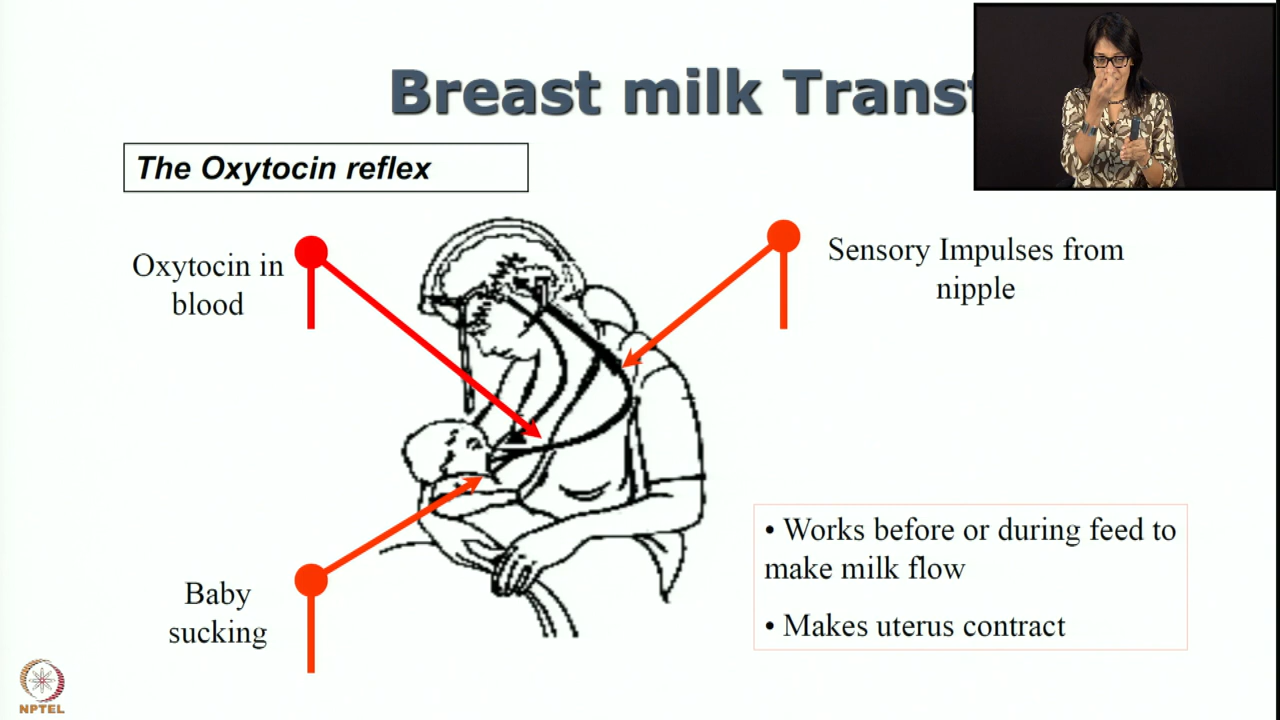 Breast milk Transf
The Oxytocin reflex
Oxytocin in
blood
Sensory Impulses from
nipple
• Works before or during feed to
make milk flow
• Makes uterus contract
Baby
sucking
NPTEL